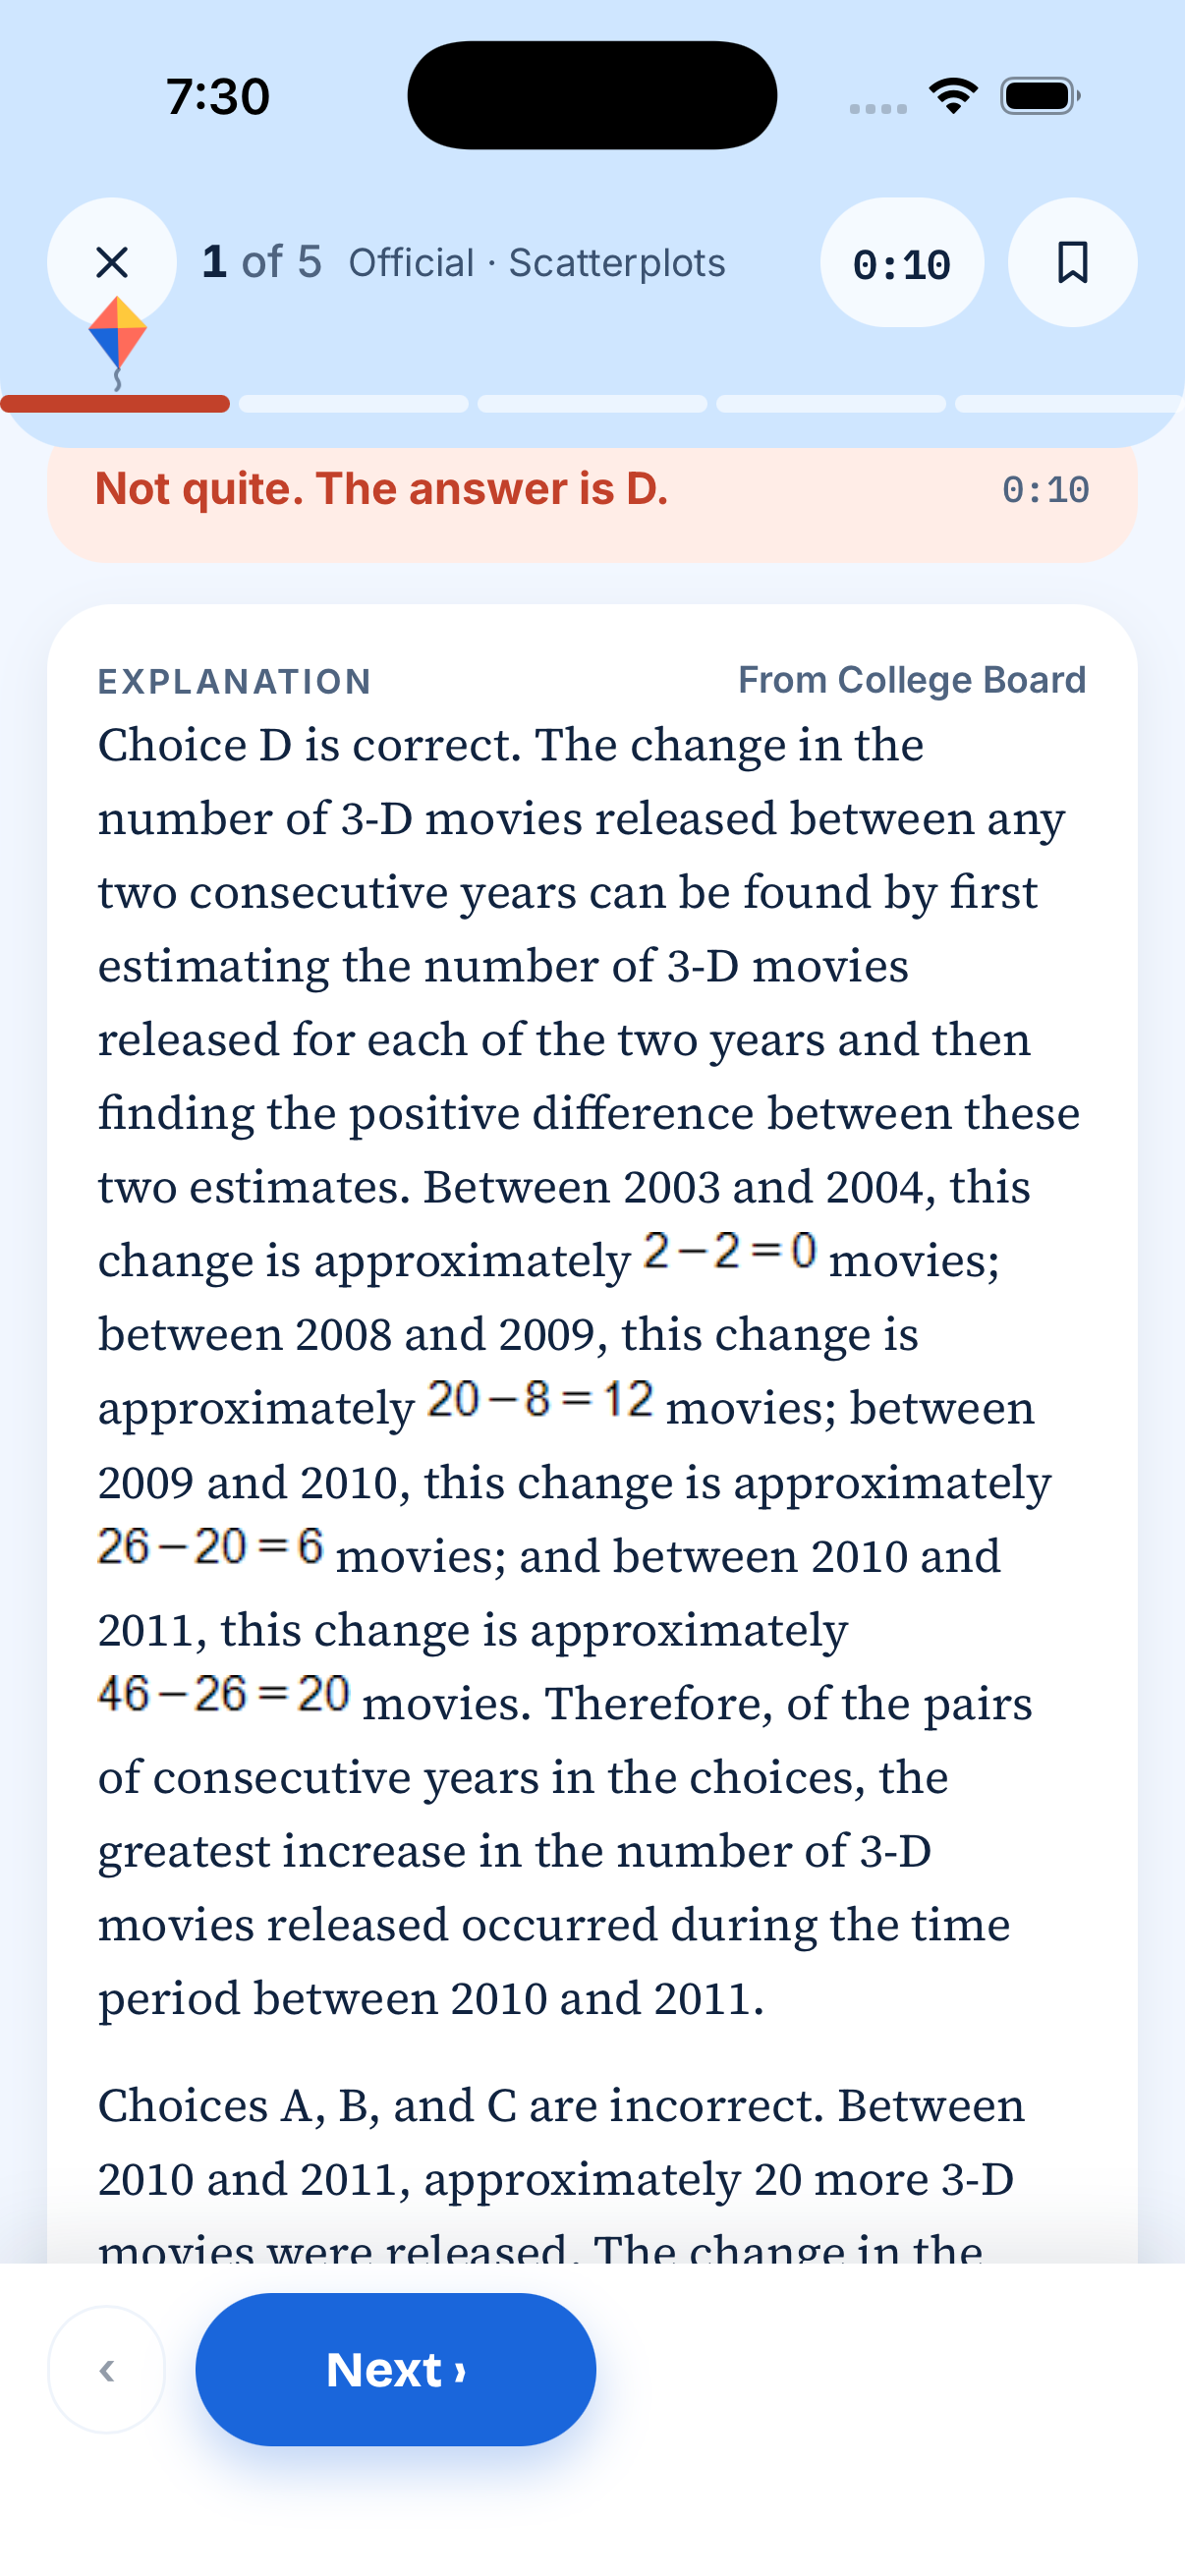 7:30
1 of 5 Official · Scatterplots 0:10
Not quite. The answer is D. 0:10
EXPLANATION From College Board
Choice D is correct. The change in the
number of 3-D movies released between any
two consecutive years can be found by first
estimating the number of 3-D movies
released for each of the two years and then
finding the positive difference between these
two estimates. Between 2003 and 2004, this
change is approximately 2 − 2 = 0 movies;
between 2008 and 2009, this change is
approximately 20 − 8 = 12 movies; between
2009 and 2010, this change is approximately
26 − 20 = 6 movies; and between 2010 and
2011, this change is approximately
46 − 26 = 20 movies. Therefore, of the pairs
of consecutive years in the choices, the
greatest increase in the number of 3-D
movies released occurred during the time
period between 2010 and 2011.
Choices A, B, and C are incorrect. Between
2010 and 2011, approximately 20 more 3-D
movies were released. The change in the
‹ Next ›